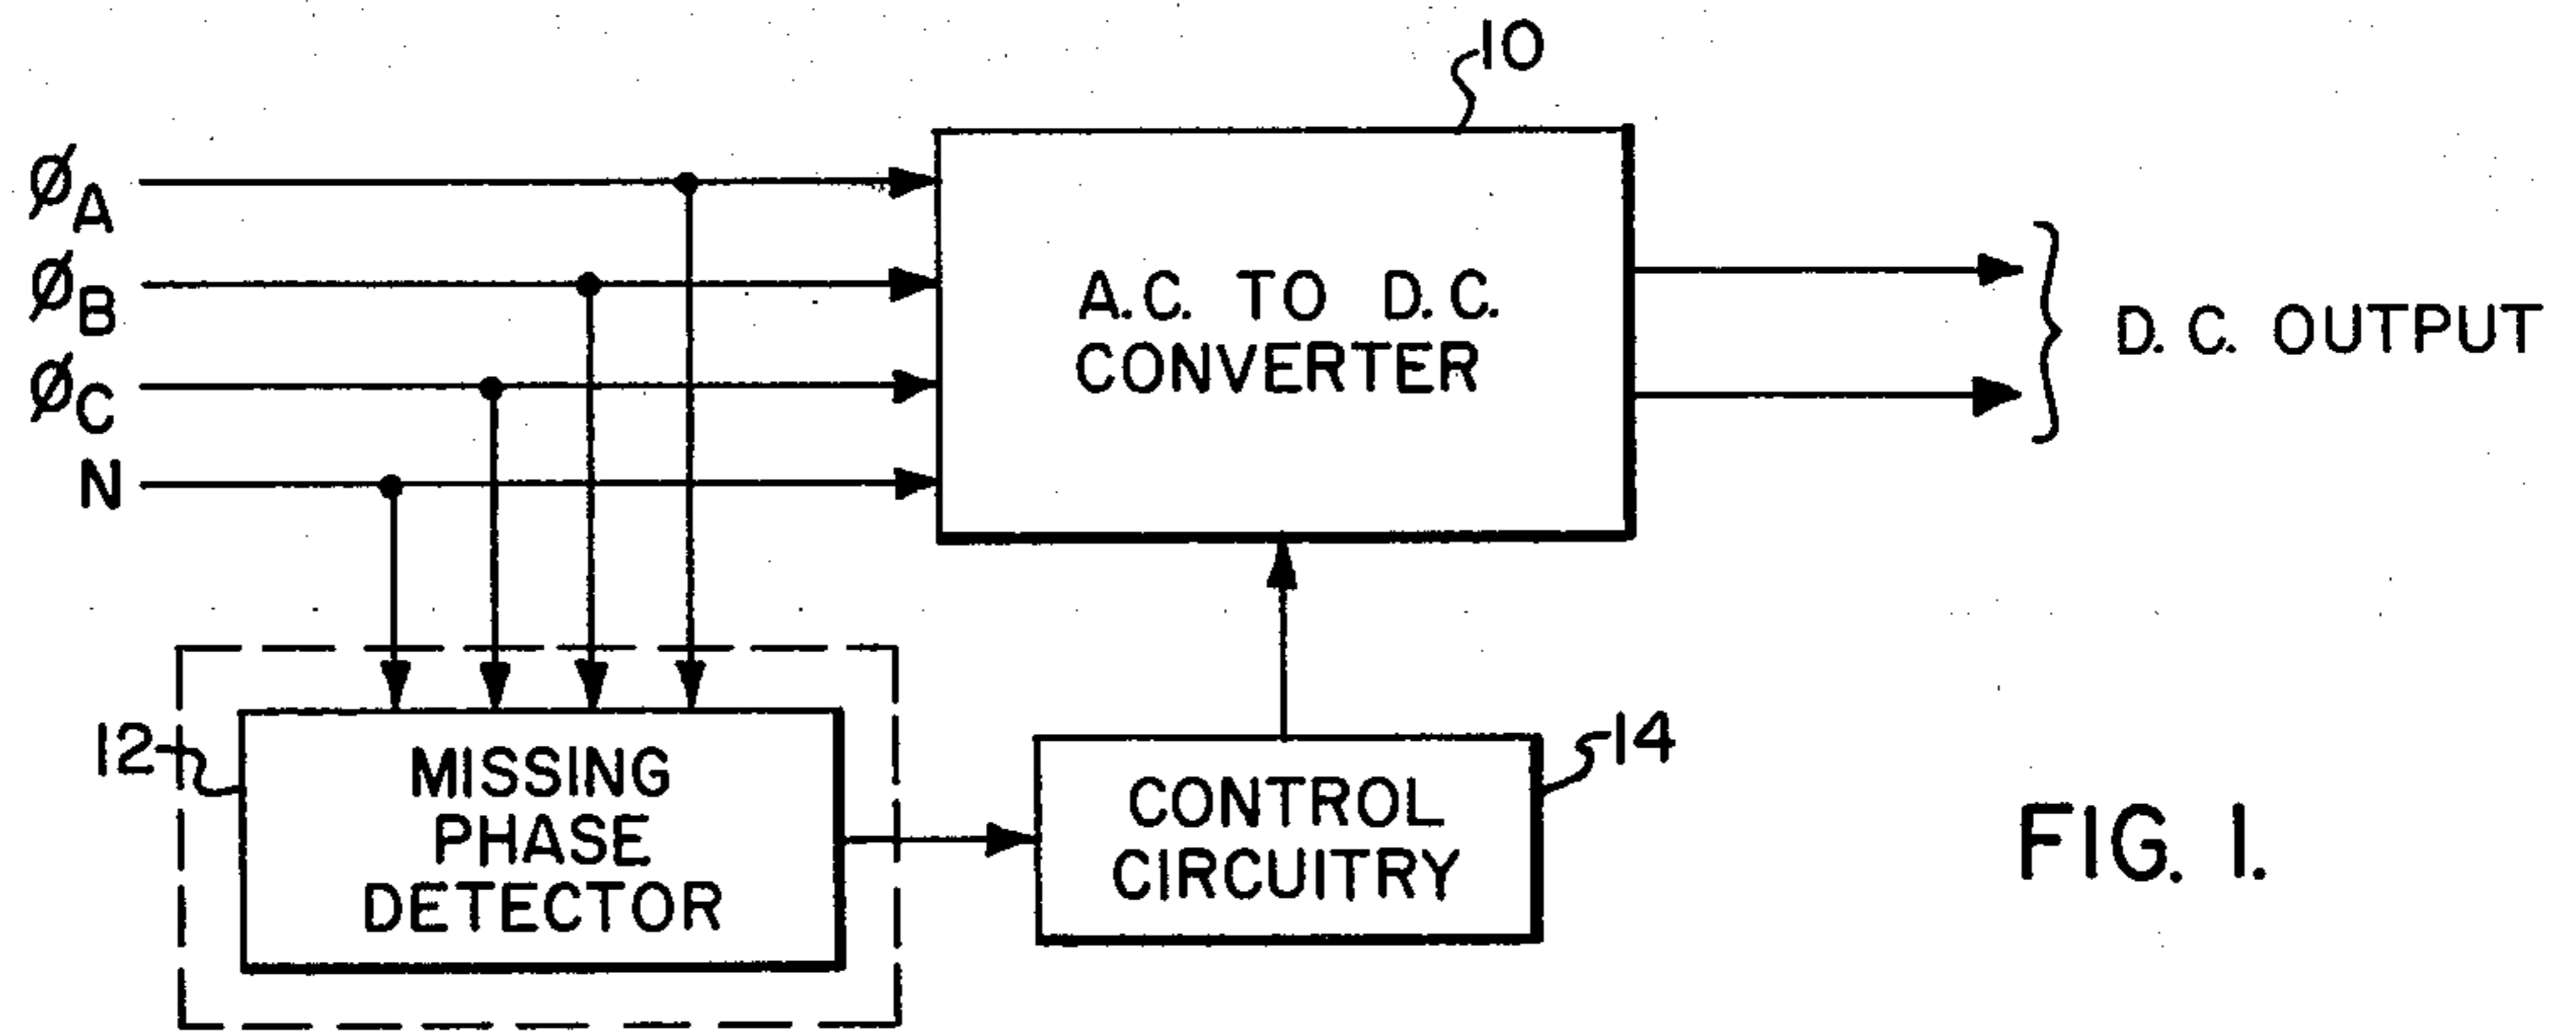 10
ØA
ØB
ØC
N
A.C. TO D.C.
CONVERTER
D.C. OUTPUT
12
MISSING
PHASE
DETECTOR
CONTROL
CIRCUITRY
14
FIG. 1.